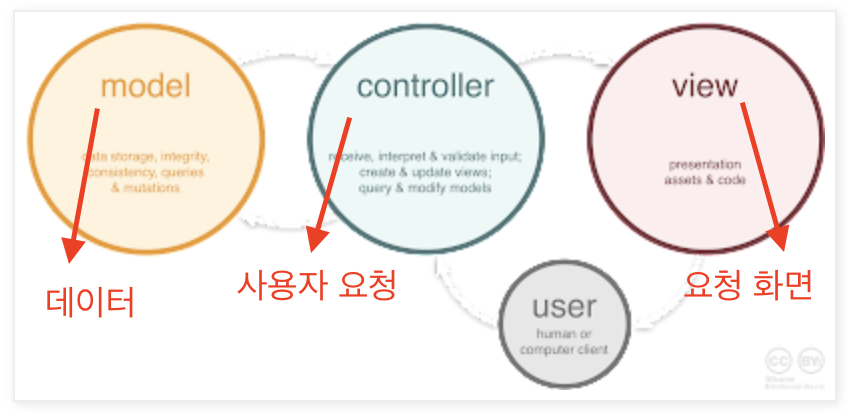 model
data storage, integrity,
consistency, queries
& mutations
controller
receive, interpret & validate input;
create & update views;
query & modify models
view
presentation
assets & code
데이터
사용자 요청
요청 화면
user
human or
computer client
CC BY: